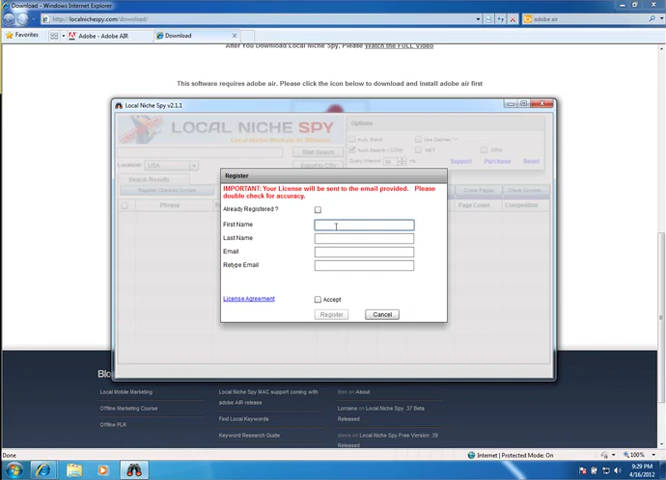 Download - Windows Internet Explorer
http://localnichespy.com/download/
adobe air
Favorites
Adobe - Adobe AIR
Download
After You Download Local Niche Spy, Please Watch the FULL Video
This software requires adobe air. Please click the icon below to download and install adobe air first
Local Niche Spy v2.1.1
LOCAL NICHE SPY
Options
Start Search
Location: USA
Export to CSV
Support Purchase Reset
Search Results
Phrase
Page Count
Competitor
Register
IMPORTANT: Your License will be sent to the email provided. Please
double check for accuracy.
Already Registered ?
First Name
Last Name
Email
Retype Email
License Agreement
Accept
Register
Cancel
Local Mobile Marketing
Offline Marketing Course
Offline PLR
Local Niche Spy MAC support coming with
adobe AIR release
Find Local Keywords
Keyword Research Guide
on About
Lorraine on Local Niche Spy .37 Beta
Released
on Local Niche Spy Free Version .39
Released
Done
Internet | Protected Mode: On
100%
9:29 PM
4/16/2012